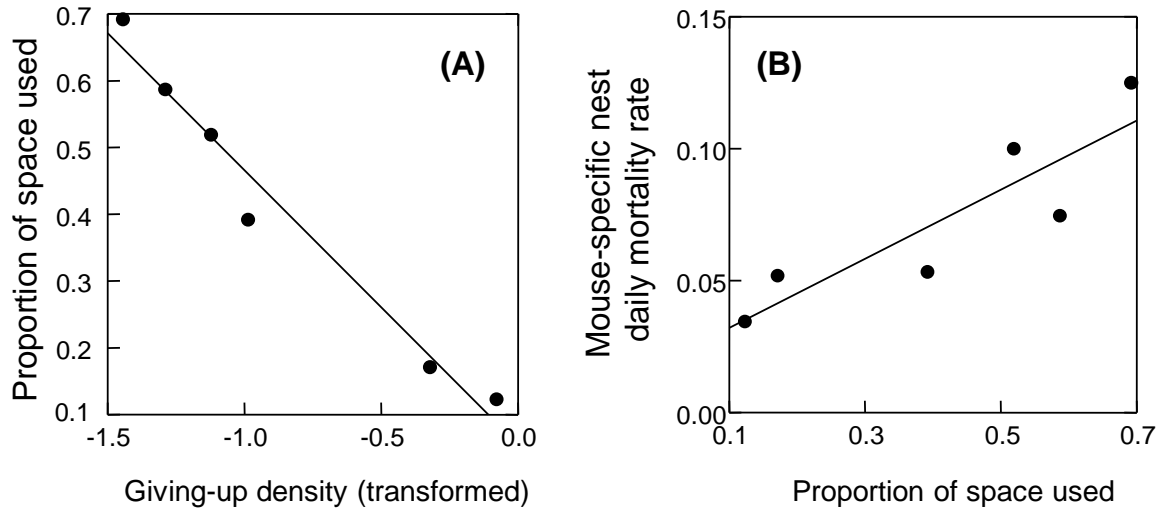 Proportion of space used
0.7
0.6
0.5
0.4
0.3
0.2
0.1
(A)
-1.5
-1.0
-0.5
0.0
Giving-up density (transformed)
Mouse-specific nest
daily mortality rate
0.15
0.10
0.05
0.00
(B)
0.1
0.3
0.5
0.7
Proportion of space used